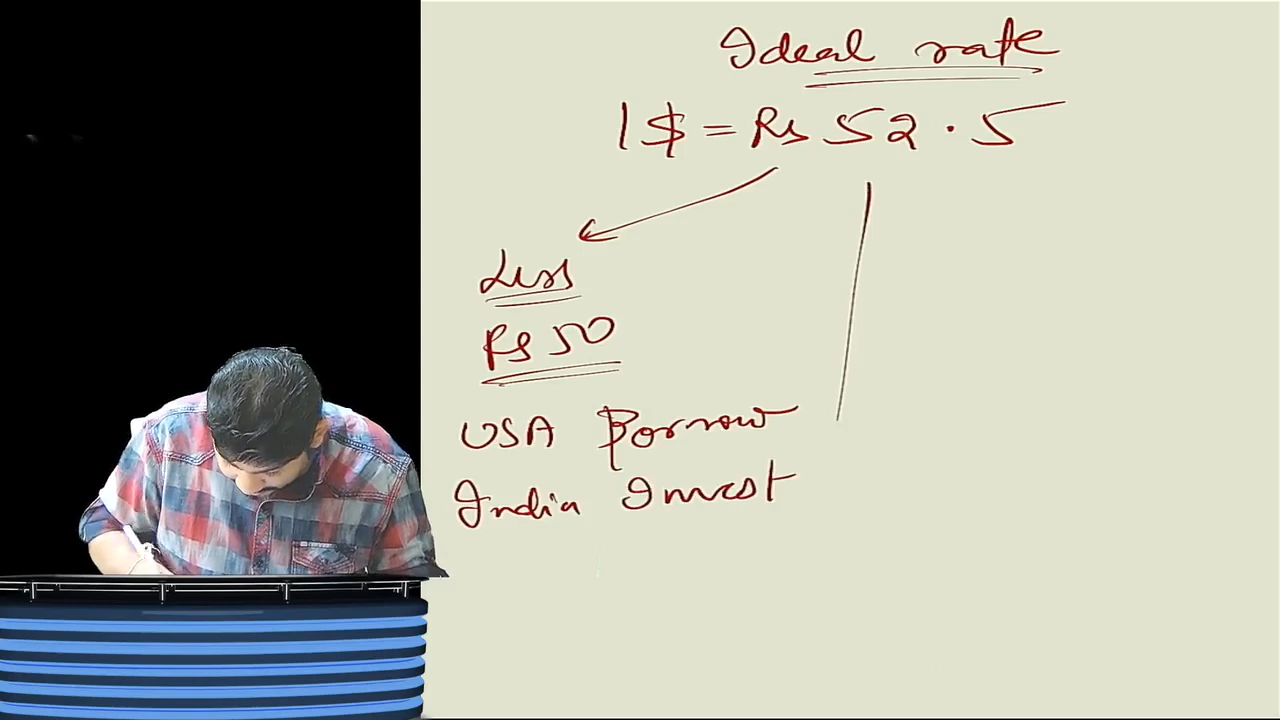 Ideal rate
1$ = Rs 52.5
Less
Rs 50
USA Borrow
India Invest